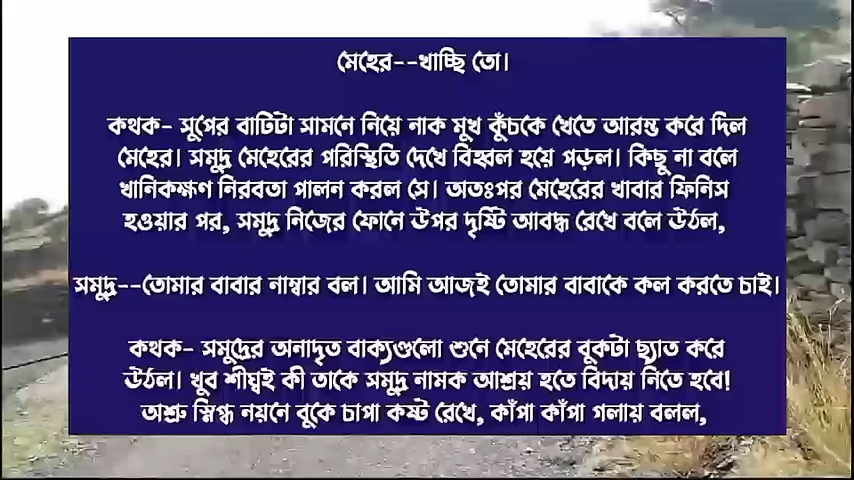 মেহের--খাচ্ছি তো।
কথক- সুপের বাটিটা সামনে নিয়ে নাক মুখ কুঁচকে খেতে আরম্ভ করে দিল
মেহের। সমুদ্র মেহেরের পরিস্থিতি দেখে বিহ্বল হয়ে পড়ল। কিছু না বলে
খানিকক্ষণ নিরবতা পালন করল সে। অতঃপর মেহেরের খাবার ফিনিস
হওয়ার পর, সমুদ্র নিজের ফোনে উপর দৃষ্টি আবদ্ধ রেখে বলে উঠল,
সমুদ্র--তোমার বাবার নাম্বার বল। আমি আজই তোমার বাবাকে কল করতে চাই।
কথক- সমুদ্রের অনাদৃত বাক্যগুলো শুনে মেহেরের বুকটা ছ্যাত করে
উঠল। খুব শীঘ্রই কী তাকে সমুদ্র নামক আশ্রয় হতে বিদায় নিতে হবে!
অশ্রু স্নিগ্ধ নয়নে বুকে চাপা কষ্ট রেখে, কাঁপা কাঁপা গলায় বলল,